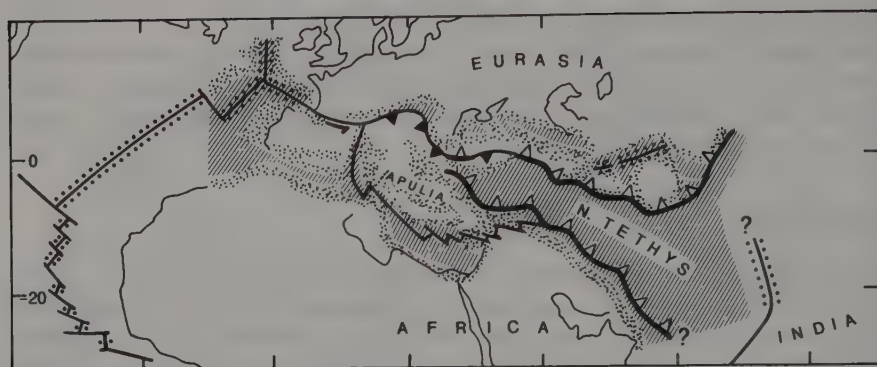 EURASIA
0
APULIA
N. TETHYS
?
=20
AFRICA
?
INDIA